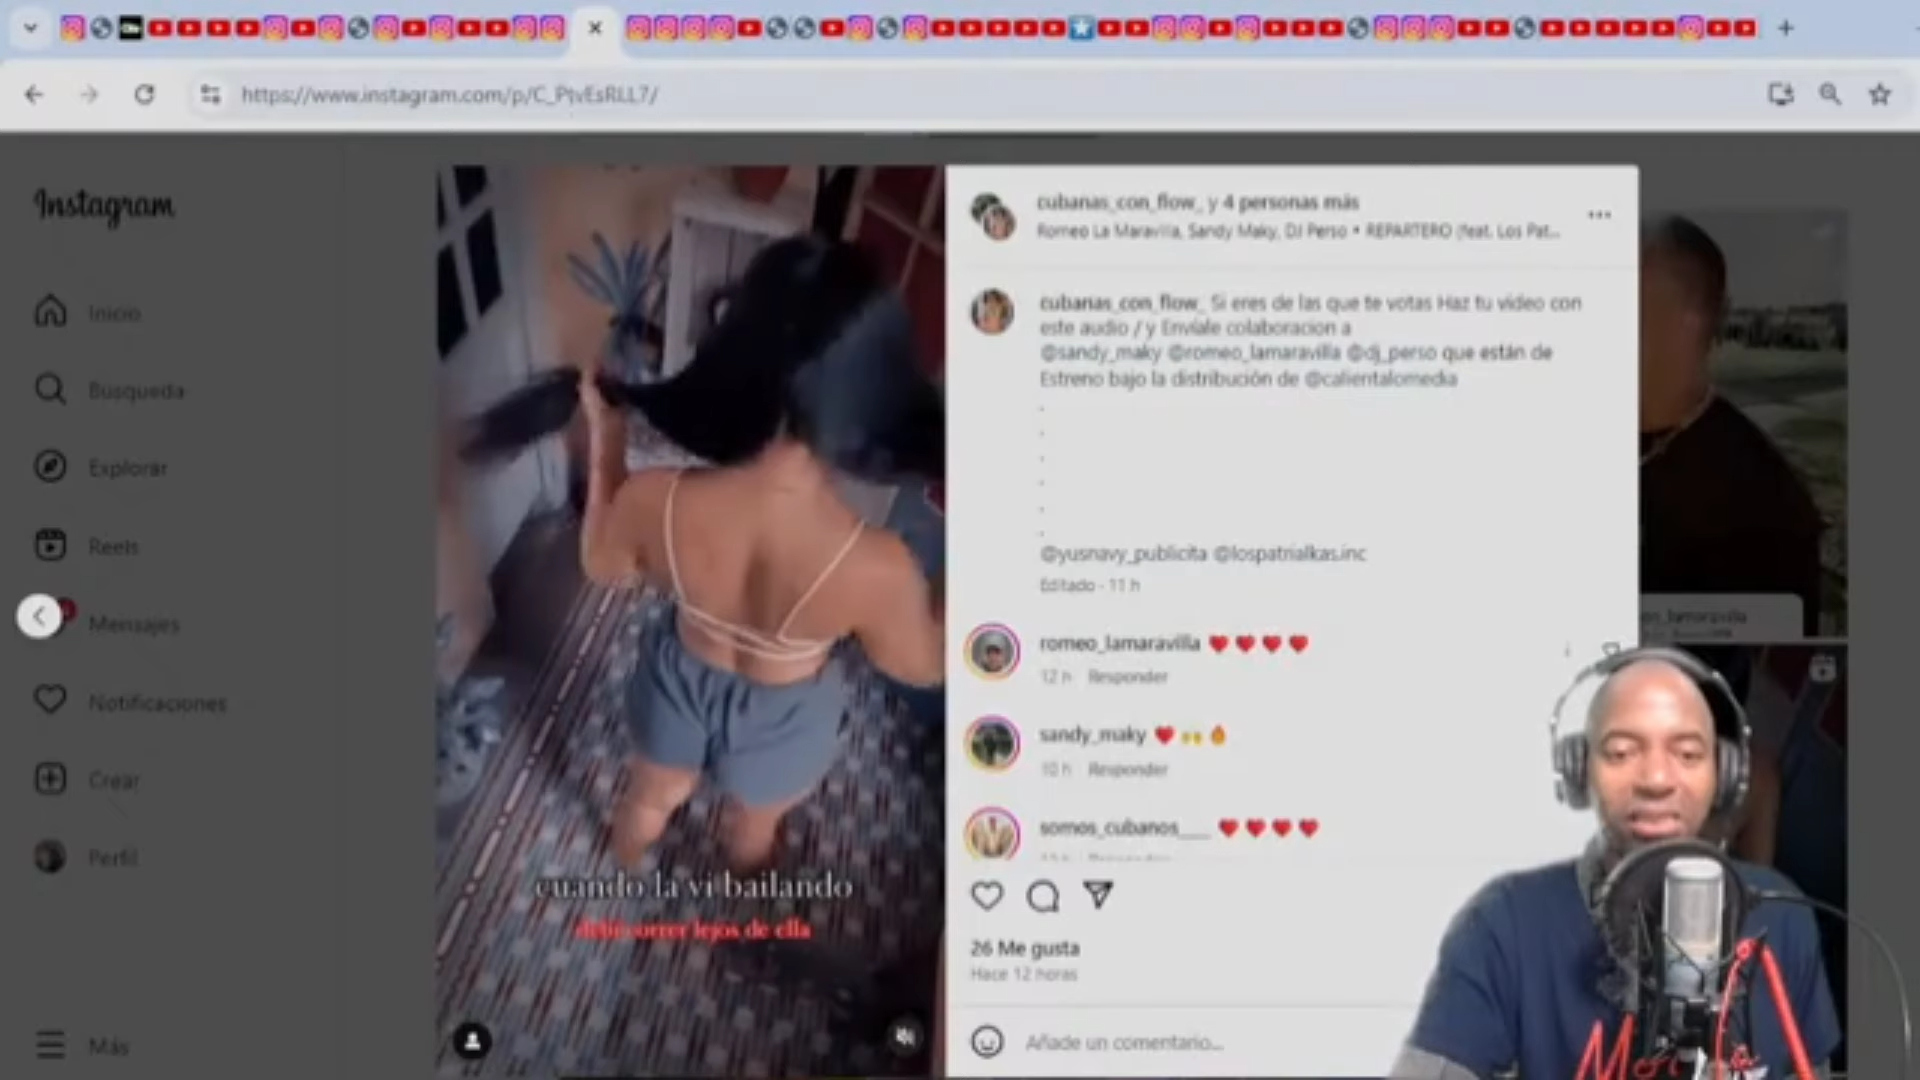 https://www.instagram.com/p/C_PtvEsRLL7/
Instagram
Inicio
Búsqueda
Explorar
Reels
Mensajes
Notificaciones
Crear
Perfil
Más
cuando la vi bailando
debí correr lejos de ella
cubanas_con_flow_ y 4 personas más
Romeo La Maravilla, Sandy Maky, DJ Perso • REPARTERO (feat. Los Pat...
cubanas_con_flow_ Si eres de las que te votas Haz tu video con
este audio / y Envíale colaboracion a
@sandy_maky @romeo_lamaravilla @dj_perso que están de
Estreno bajo la distribución de @calientalomedia
.
.
.
.
.
.
@yusnavy_publicita @lospatrialkas.inc
Editado · 11 h
romeo_lamaravilla ❤️❤️❤️❤️
12 h Responder
sandy_maky ❤️🙌🔥
10 h Responder
somos_cubanos___ ❤️❤️❤️❤️
26 Me gusta
Hace 12 horas
Añade un comentario...